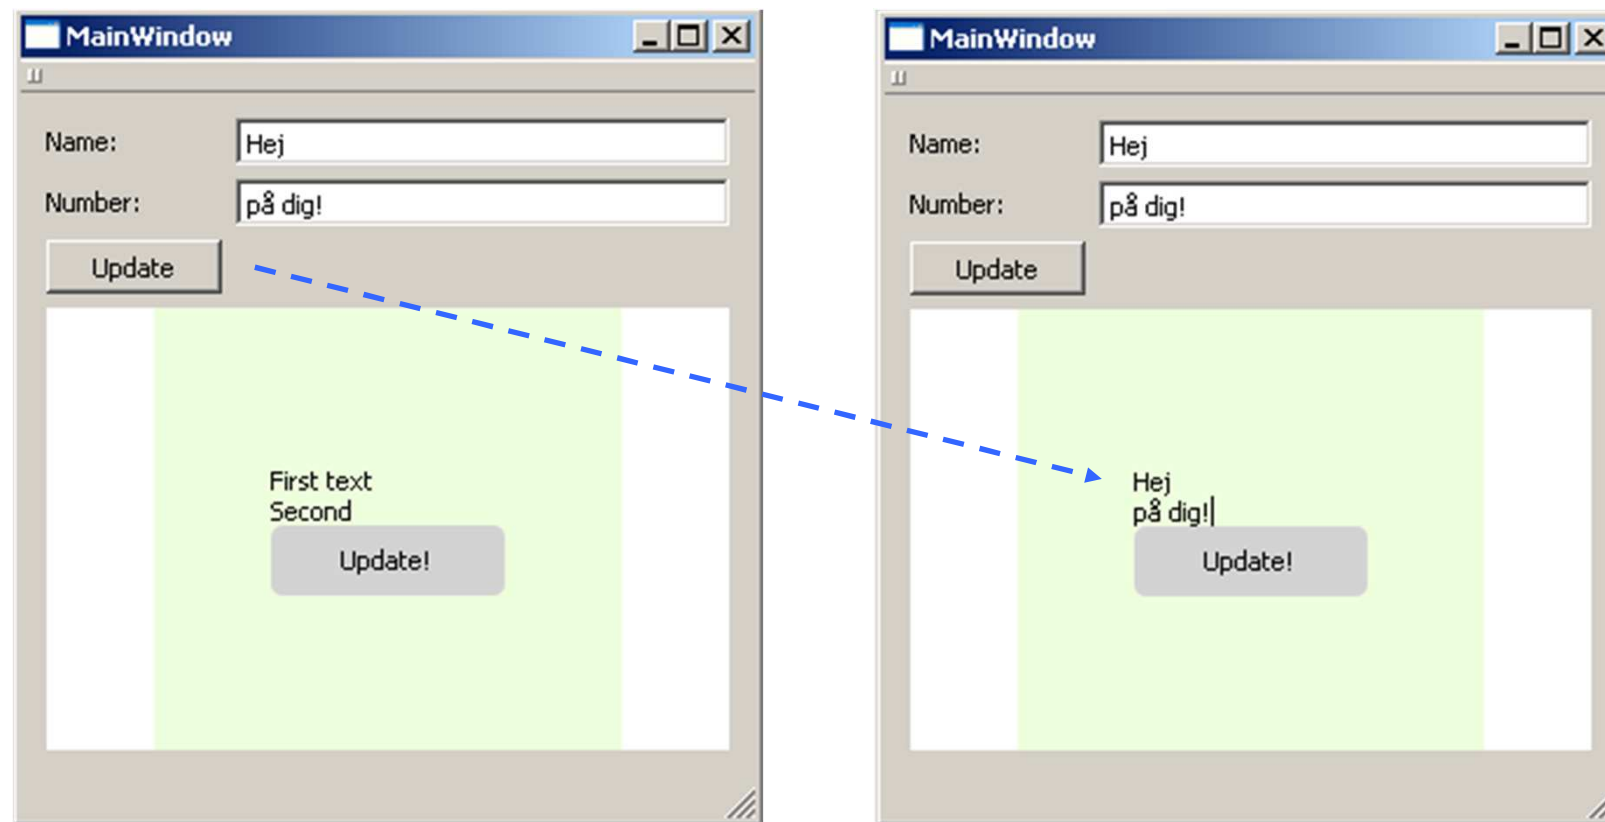 MainWindow
Name:
Hej
Number:
på dig!
Update
First text
Second
Update!
MainWindow
Name:
Hej
Number:
på dig!
Update
Hej
på dig!
Update!